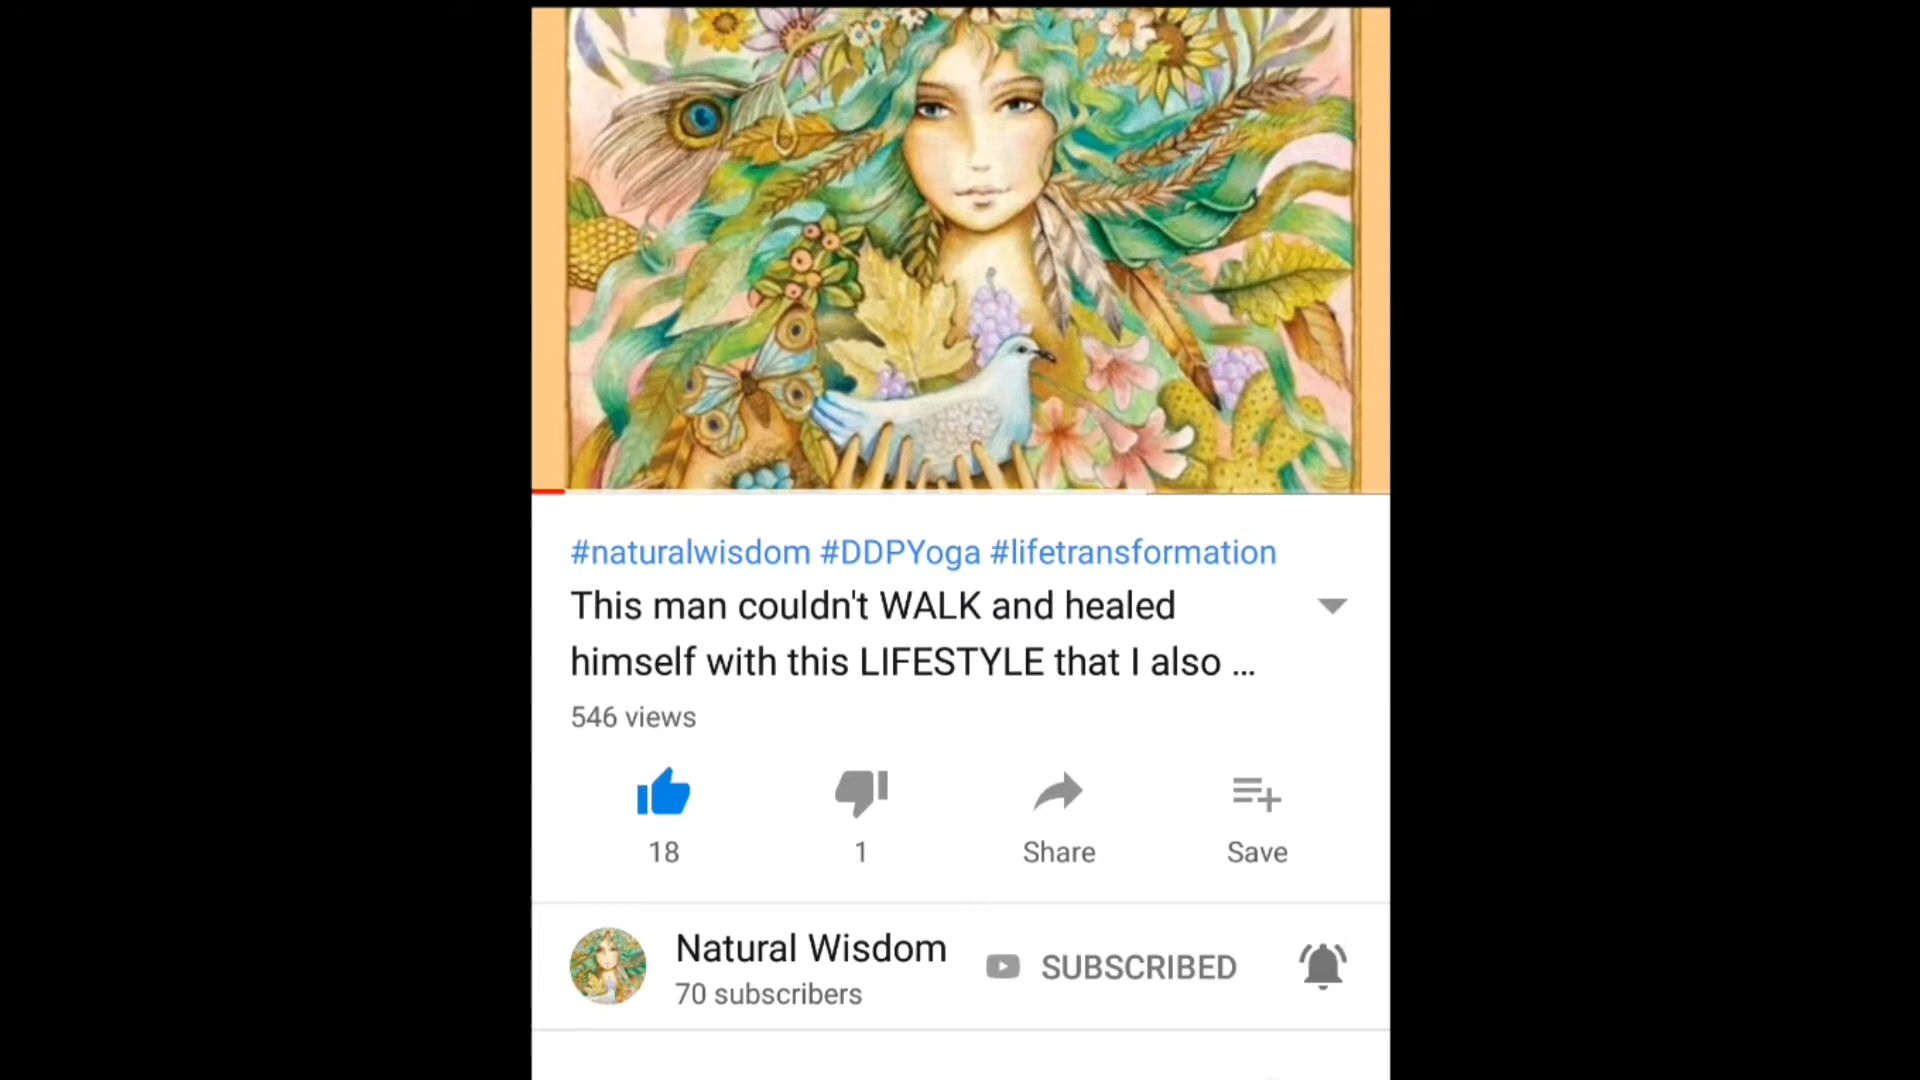 #naturalwisdom #DDPYoga #lifetransformation
This man couldn't WALK and healed
himself with this LIFESTYLE that I also ...
546 views
18
1
Share
Save
Natural Wisdom
SUBSCRIBED
70 subscribers